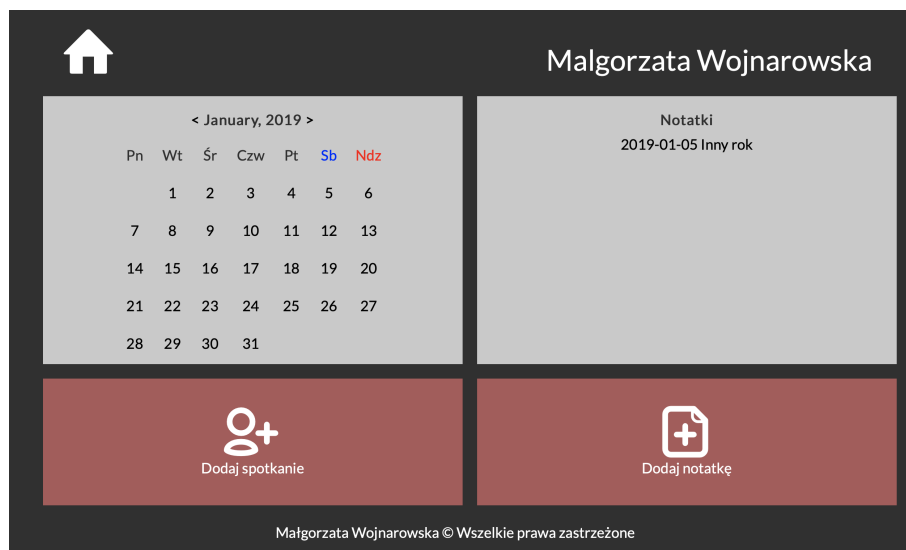 Malgorzata Wojnarowska
< January, 2019 >
Pn Wt Śr Czw Pt Sb Ndz
1 2 3 4 5 6
7 8 9 10 11 12 13
14 15 16 17 18 19 20
21 22 23 24 25 26 27
28 29 30 31
Notatki
2019-01-05 Inny rok
Dodaj spotkanie
Dodaj notatkę
Małgorzata Wojnarowska © Wszelkie prawa zastrzeżone